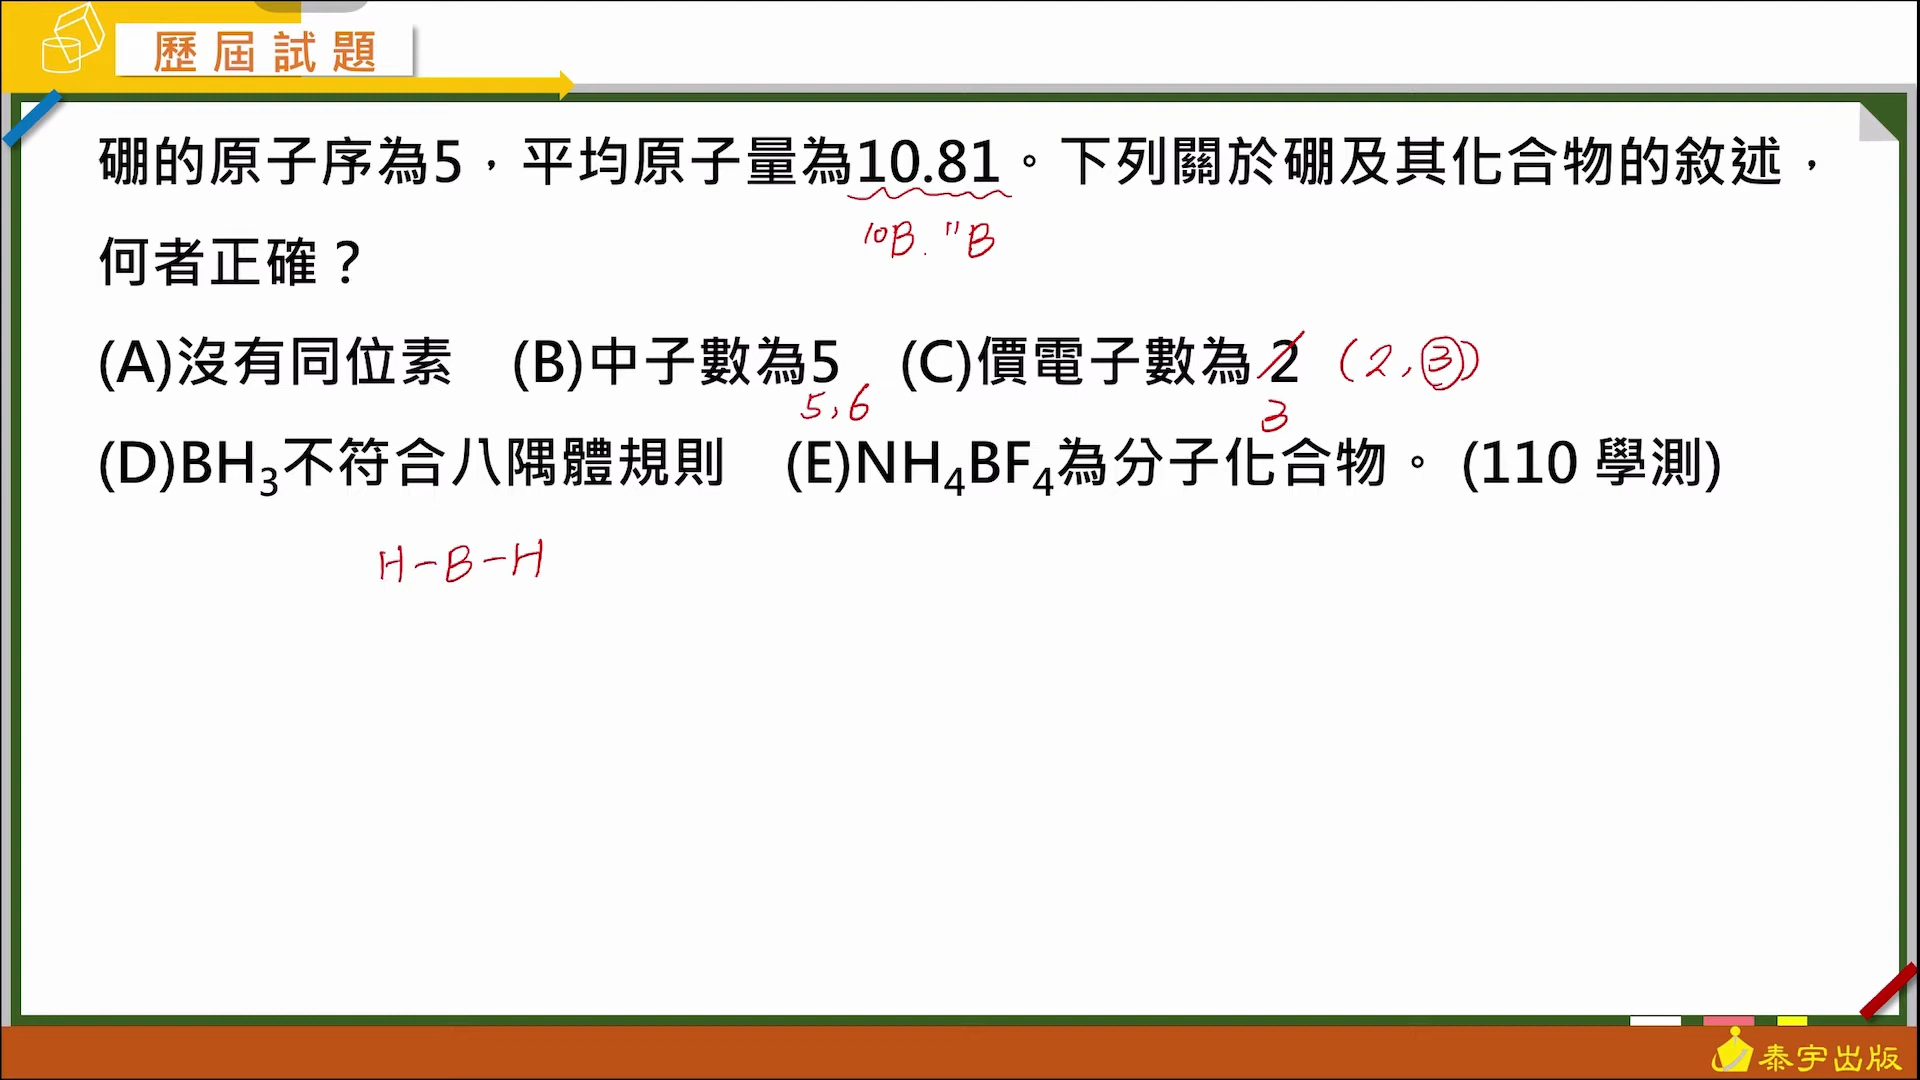 歷屆試題
硼的原子序為5，平均原子量為10.81。下列關於硼及其化合物的敘述，
¹⁰B. ¹¹B
何者正確？
(A)沒有同位素 (B)中子數為5 (C)價電子數為 2 (2,③)
5,6 3
(D)BH₃不符合八隅體規則 (E)NH₄BF₄為分子化合物。 (110 學測)
H-B-H
泰宇出版